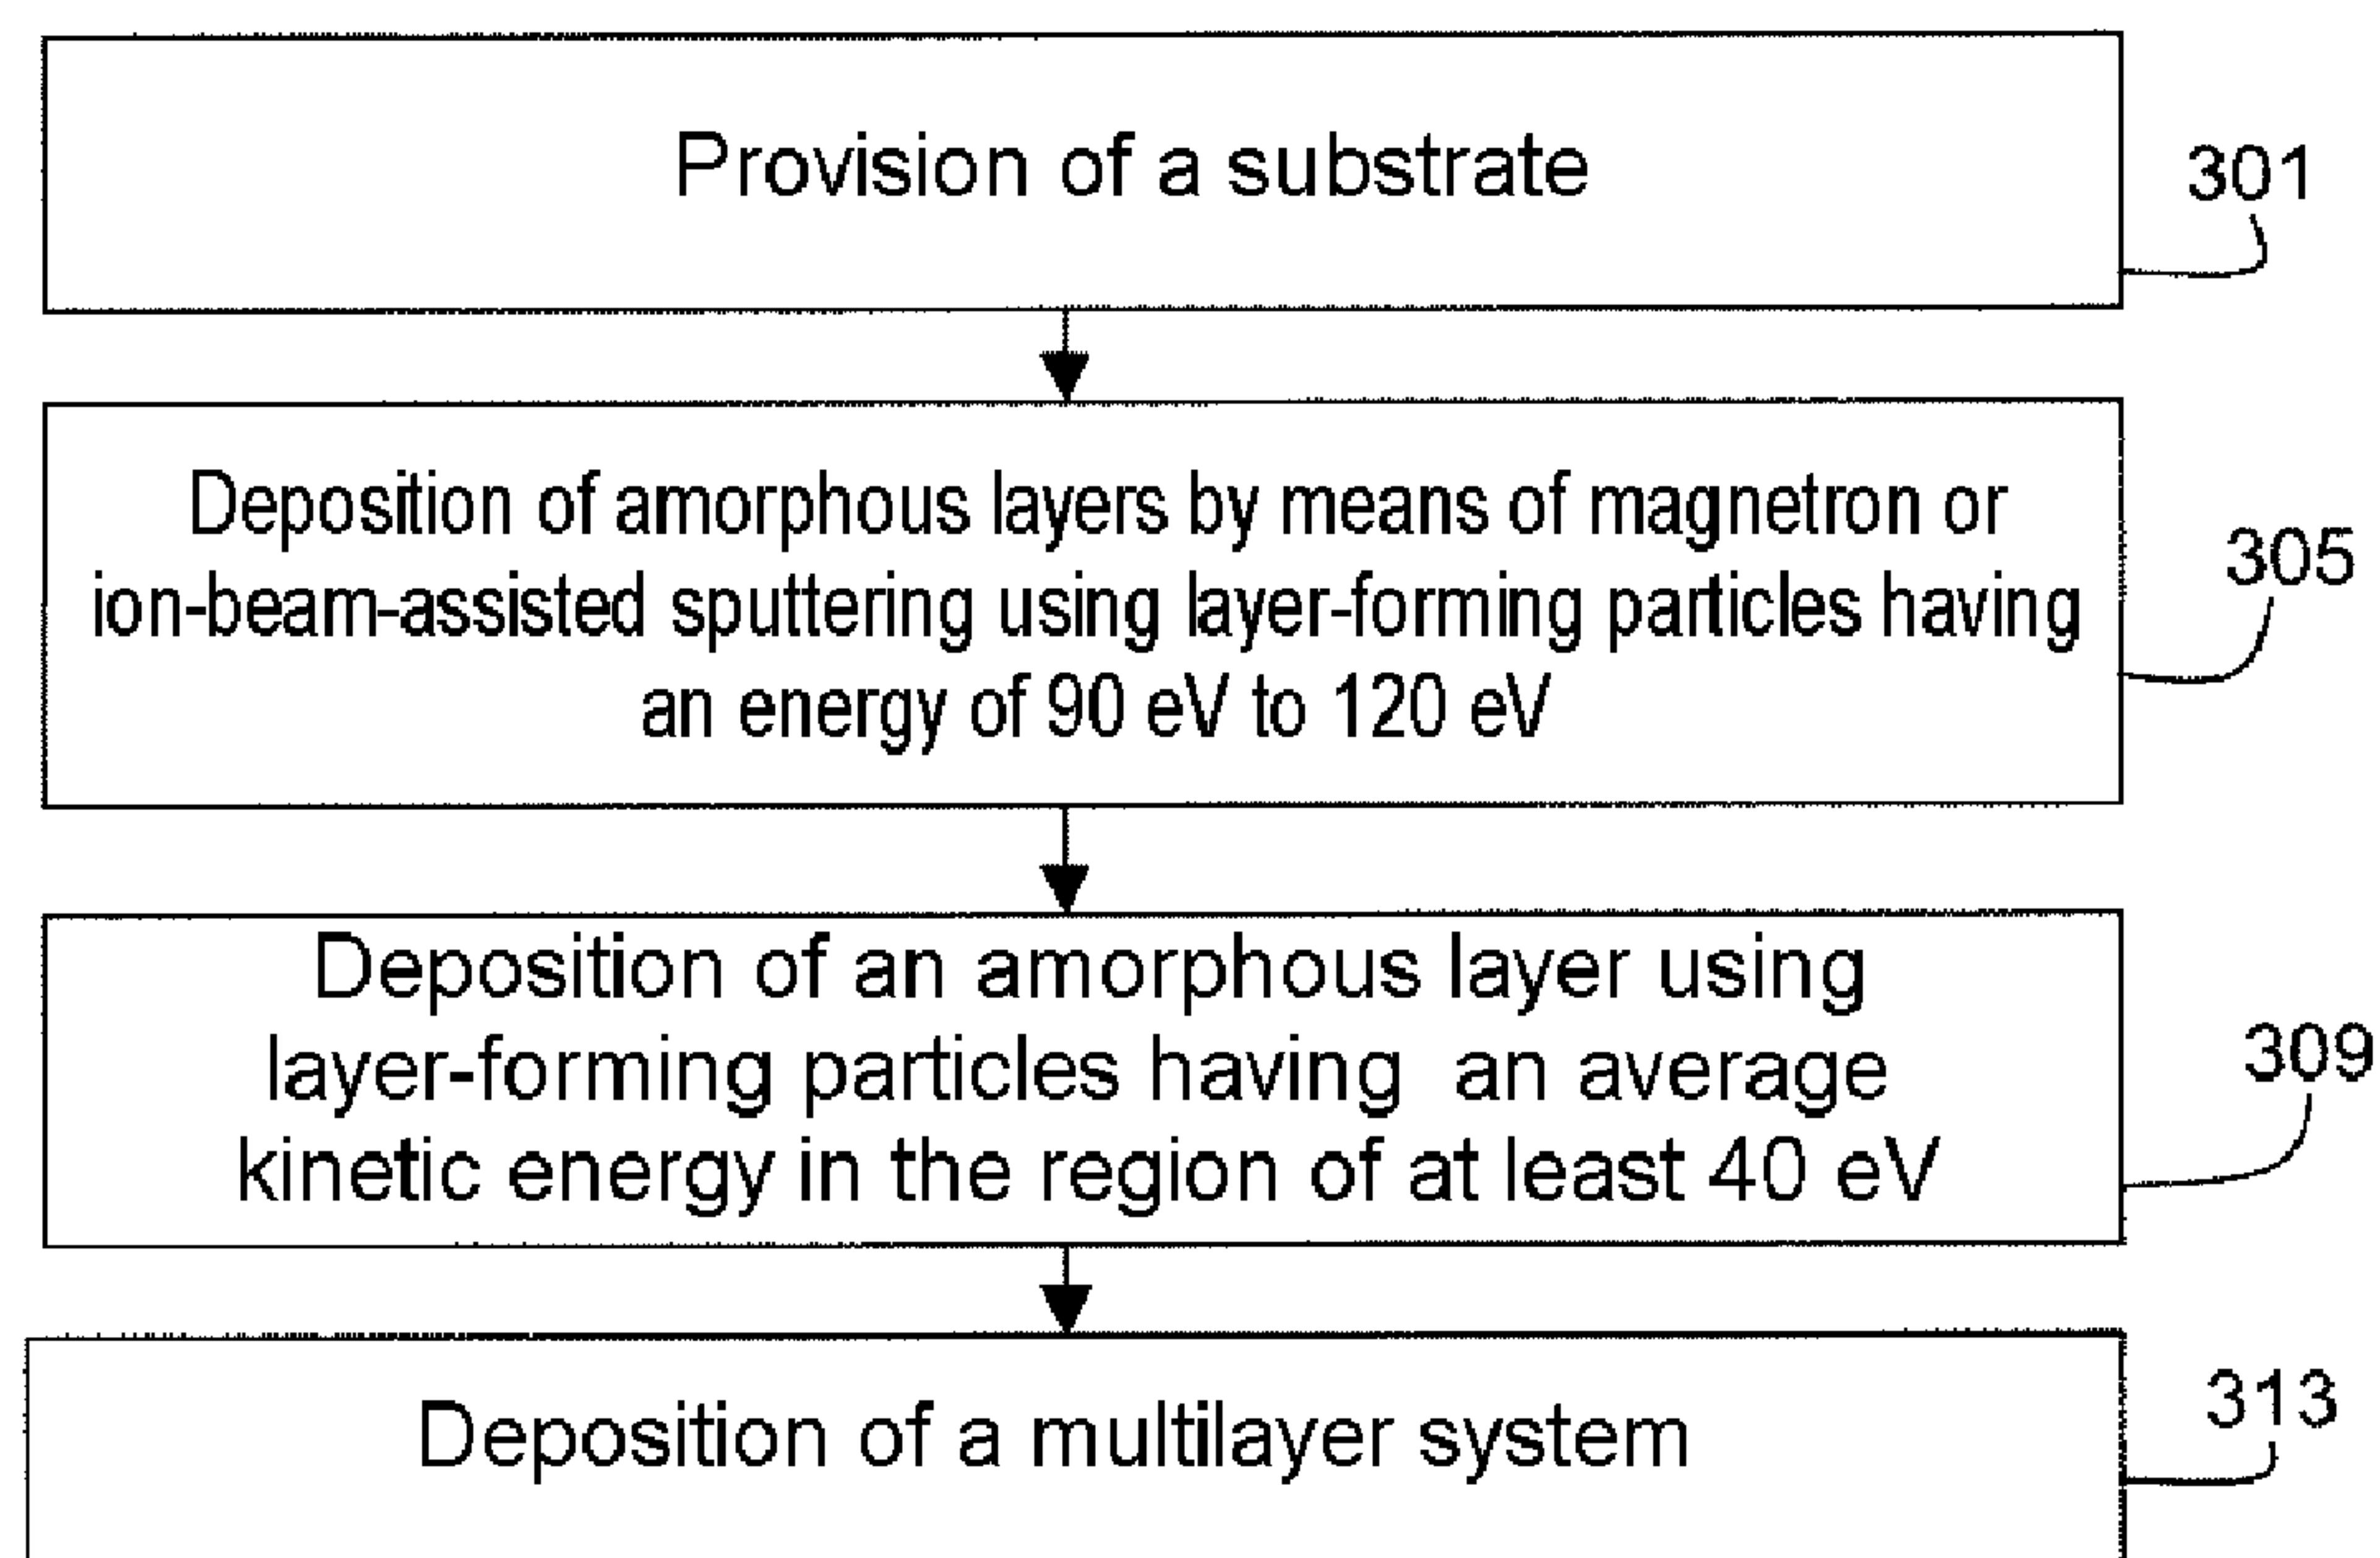 Provision of a substrate
301
Deposition of amorphous layers by means of magnetron or
ion-beam-assisted sputtering using layer-forming particles having
an energy of 90 eV to 120 eV
305
Deposition of an amorphous layer using
layer-forming particles having an average
kinetic energy in the region of at least 40 eV
309
Deposition of a multilayer system
313